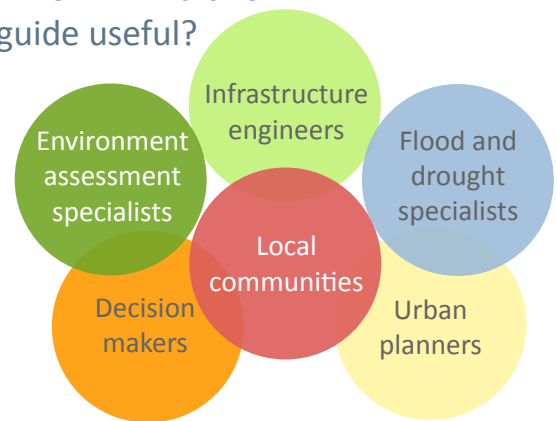 guide useful?
Infrastructure
engineers
Environment
assessment
specialists
Flood and
drought
specialists
Local
communities
Decision
makers
Urban
planners